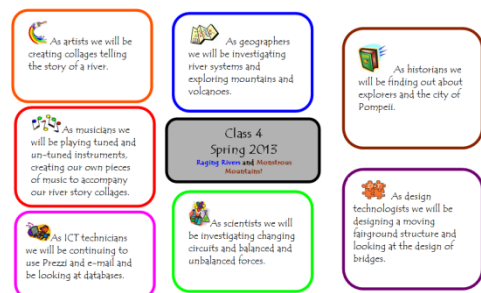 As artists we will be
creating collages telling
the story of a river.
As geographers
we will be investigating
river systems and
exploring mountains and
volcanoes.
As historians we
will be finding out about
explorers and the city of
Pompeii.
As musicians we
will be playing tuned and
un-tuned instruments,
creating our own pieces
of music to accompany
our river story collages.
Class 4
Spring 2013
Raging Rivers and Monstrous
Mountains!
As design
technologists we will be
designing a moving
fairground structure and
looking at the design of
bridges.
As ICT technicians
we will be continuing to
use Prezzi and e-mail and
be looking at databases.
As scientists we will
be investigating changing
circuits and balanced and
unbalanced forces.